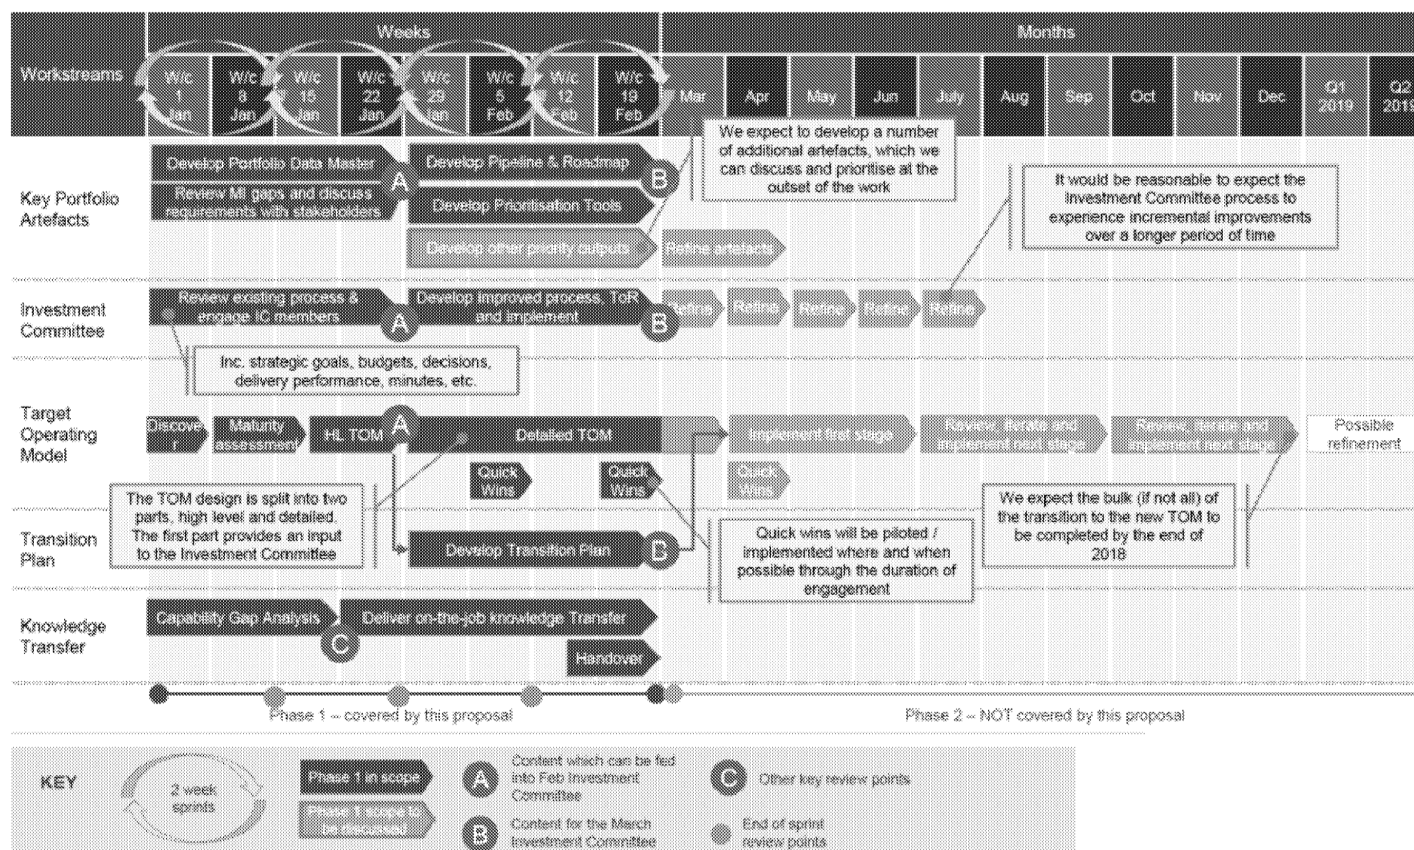 Weeks
Months
Workstreams
W/c
1
Jan
W/c
8
Jan
W/c
15
Jan
W/c
22
Jan
W/c
29
Jan
W/c
5
Feb
W/c
12
Feb
W/c
19
Feb
Mar
Apr
May
Jun
July
Aug
Sep
Oct
Nov
Dec
Q1
2019
Q2
2019
Key Portfolio
Artefacts
Develop Portfolio Data Master
Review MI gaps and discuss
requirements with stakeholders
A
Develop Pipeline & Roadmap
Develop Prioritisation Tools
Develop other priority outputs
B
Refine artefacts
We expect to develop a number
of additional artefacts, which we
can discuss and prioritise at the
outset of the work
It would be reasonable to expect the
Investment Committee process to
experience incremental improvements
over a longer period of time
Investment
Committee
Review existing process &
engage IC members
A
Develop improved process, ToR
and implement
B
Refine
Refine
Refine
Refine
Refine
Inc. strategic goals, budgets, decisions,
delivery performance, minutes, etc.
Target
Operating
Model
Discove
r
Maturity
assessment
HL TOM
A
Detailed TOM
Implement first stage
Review, iterate and
implement next stage
Review, iterate and
implement next stage
Possible
refinement
Quick
Wins
Quick
Wins
Quick
Wins
The TOM design is split into two
parts, high level and detailed.
The first part provides an input
to the Investment Committee
Quick wins will be piloted /
implemented where and when
possible through the duration of
engagement
We expect the bulk (if not all) of
the transition to the new TOM to
be completed by the end of
2018
Transition
Plan
Develop Transition Plan
Knowledge
Transfer
Capability Gap Analysis
C
Deliver on-the-job knowledge Transfer
Handover
Phase 1 – covered by this proposal
Phase 2 – NOT covered by this proposal
KEY
2 week
sprints
Phase 1 in scope
Phase 1 scope to
be discussed
A
Content which can be fed
into Feb Investment
Committee
B
Content for the March
Investment Committee
C
Other key review points
End of sprint
review points